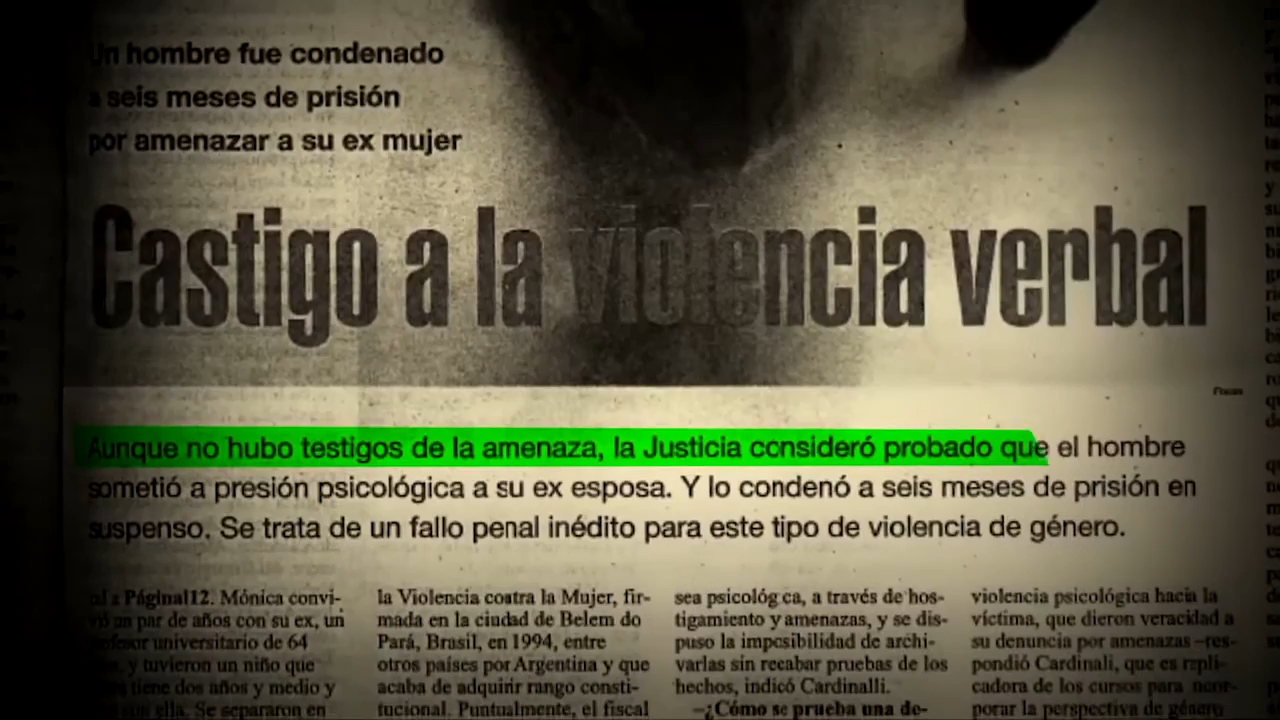 Un hombre fue condenado
a seis meses de prisión
por amenazar a su ex mujer
Castigo a la violencia verbal
Aunque no hubo testigos de la amenaza, la Justicia consideró probado que el hombre
sometió a presión psicológica a su ex esposa. Y lo condenó a seis meses de prisión en
suspenso. Se trata de un fallo penal inédito para este tipo de violencia de género.
a Página|12. Mónica convi-
vió un par de años con su ex, un
profesor universitario de 64
y tuvieron un niño que
tiene dos años y medio y
con ella. Se separaron en
la Violencia contra la Mujer, fir-
mada en la ciudad de Belem do
Pará, Brasil, en 1994, entre
otros países por Argentina y que
acaba de adquirir rango consti-
tucional. Puntualmente, el fiscal
sea psicológica, a través de hos-
tigamiento y amenazas, y se dis-
puso la imposibilidad de archi-
varlas sin recabar pruebas de los
hechos, indicó Cardinalli.
–¿Cómo se prueba una de-
violencia psicológica hacia la
víctima, que dieron veracidad a
su denuncia por amenazas –res-
pondió Cardinali, que es repli-
cadora de los cursos para incor-
porar la perspectiva de género